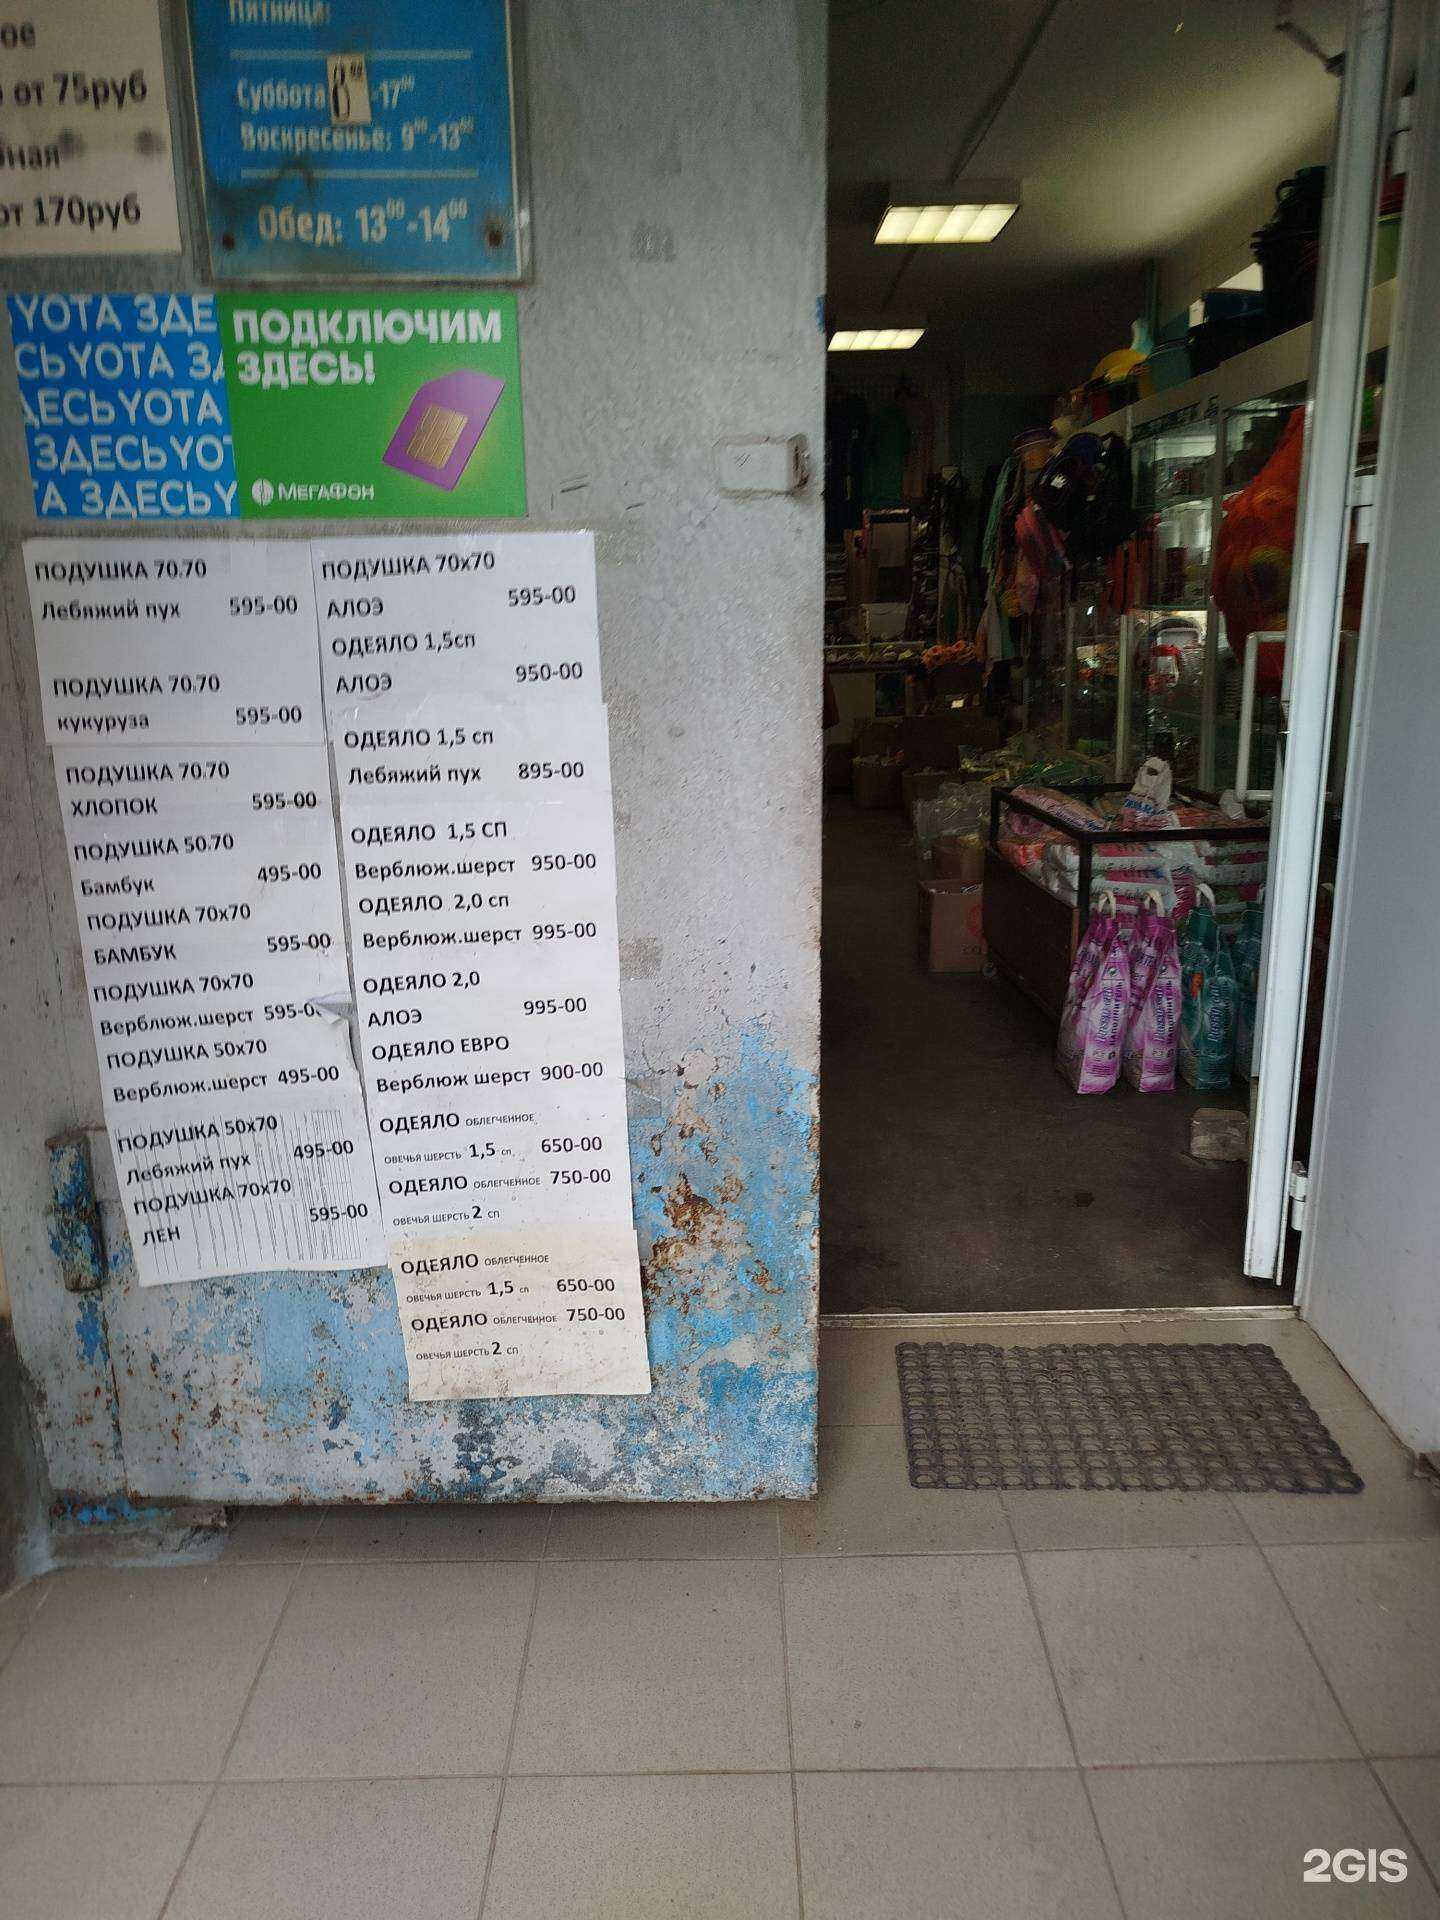 ое
от 75руб
ная
от 170руб
Пятница:
Суббота 8⁰⁰-17⁰⁰
Воскресенье: 9⁰⁰-13⁰⁰
Обед: 13⁰⁰-14⁰⁰
YOTA ЗДЕ
СЬYOTA ЗД
ДЕСЬYOTA
ЗДЕСЬYO
ТА ЗДЕСЬY
ПОДКЛЮЧИМ
ЗДЕСЬ!
МЕГАФОН
ПОДУШКА 70.70
Лебяжий пух 595-00
ПОДУШКА 70.70
кукуруза 595-00
ПОДУШКА 70.70
ХЛОПОК 595-00
ПОДУШКА 50.70
Бамбук 495-00
ПОДУШКА 70х70
БАМБУК 595-00
ПОДУШКА 70х70
Верблюж.шерст 595-0
ПОДУШКА 50х70
Верблюж.шерст 495-00
ПОДУШКА 50х70
Лебяжий пух 495-00
ПОДУШКА 70х70
ЛЕН 595-00
ПОДУШКА 70х70
АЛОЭ 595-00
ОДЕЯЛО 1,5сп
АЛОЭ 950-00
ОДЕЯЛО 1,5 сп
Лебяжий пух 895-00
ОДЕЯЛО 1,5 СП
Верблюж.шерст 950-00
ОДЕЯЛО 2,0 сп
Верблюж.шерст 995-00
ОДЕЯЛО 2,0
АЛОЭ 995-00
ОДЕЯЛО ЕВРО
Верблюж шерст 900-00
ОДЕЯЛО ОБЛЕГЧЕННОЕ
ОВЕЧЬЯ ШЕРСТЬ 1,5 СП 650-00
ОДЕЯЛО ОБЛЕГЧЕННОЕ 750-00
ОВЕЧЬЯ ШЕРСТЬ 2 СП
ОДЕЯЛО ОБЛЕГЧЕННОЕ
ОВЕЧЬЯ ШЕРСТЬ 1,5 СП 650-00
ОДЕЯЛО ОБЛЕГЧЕННОЕ 750-00
ОВЕЧЬЯ ШЕРСТЬ 2 СП
НАПОЛНИТЕЛЬ
2GIS